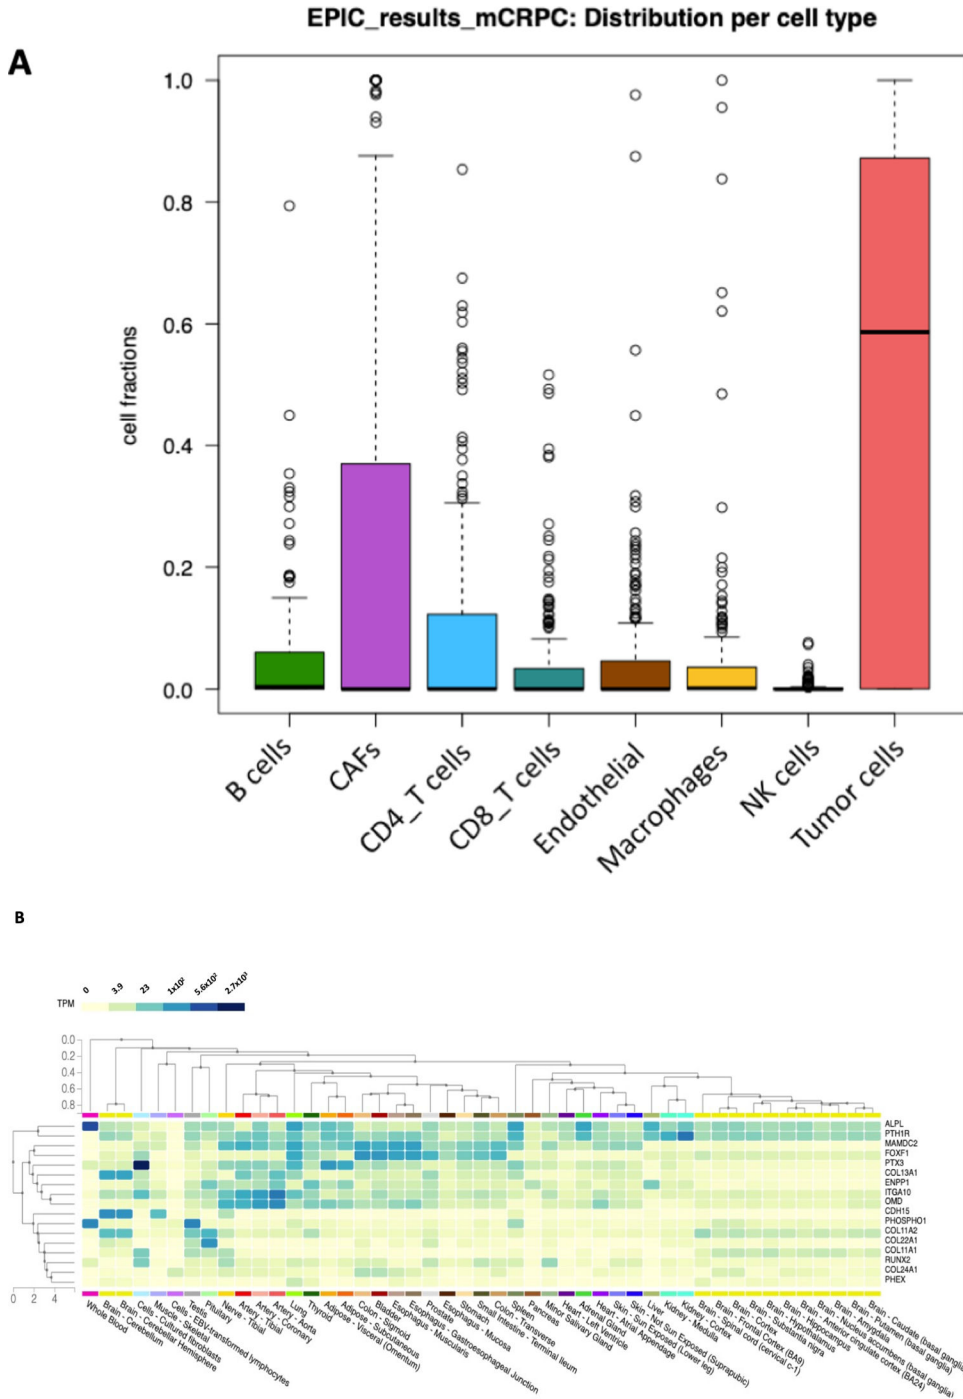 EPIC_results_mCRPC: Distribution per cell type
A
1.0
0.8
0.6
0.4
0.2
0.0
cell fractions
B cells
CAFs
CD4_T cells
CD8_T cells
Endothelial
Macrophages
NK cells
Tumor cells
B
TPM
0
3.9
23
1x10²
5.6x10²
2.7x10³
0.0
0.2
0.4
0.6
0.8
ALPL
PTH1R
MAMDC2
FOXF1
PTX3
COL13A1
ENPP1
ITGA10
OMD
CDH15
PHOSPHO1
COL11A2
COL22A1
COL11A1
RUNX2
COL24A1
PHEX
0 2 4
Whole Blood
Brain - Cerebellum
Brain - Cerebellar Hemisphere
Cells - Cultured fibroblasts
Muscle - Skeletal
Cells - EBV-transformed lymphocytes
Testis
Pituitary
Nerve - Tibial
Artery - Tibial
Artery - Coronary
Artery - Aorta
Lung
Thyroid
Adipose - Visceral (Omentum)
Adipose - Subcutaneous
Colon - Sigmoid
Bladder
Esophagus - Muscularis
Esophagus - Gastroesophageal Junction
Prostate
Esophagus - Mucosa
Stomach
Small Intestine - Terminal Ileum
Colon - Transverse
Spleen
Pancreas
Minor Salivary Gland
Heart - Left Ventricle
Adrenal Gland
Heart - Atrial Appendage
Skin - Sun Exposed (Lower leg)
Skin - Not Sun Exposed (Suprapubic)
Liver
Kidney - Medulla
Kidney - Cortex
Brain - Spinal cord (cervical c-1)
Brain - Frontal Cortex (BA9)
Brain - Cortex
Brain - Substantia nigra
Brain - Hypothalamus
Brain - Hippocampus
Brain - Nucleus accumbens (basal ganglia)
Brain - Anterior cingulate cortex (BA24)
Brain - Amygdala
Brain - Putamen (basal ganglia)
Brain - Caudate (basal ganglia)